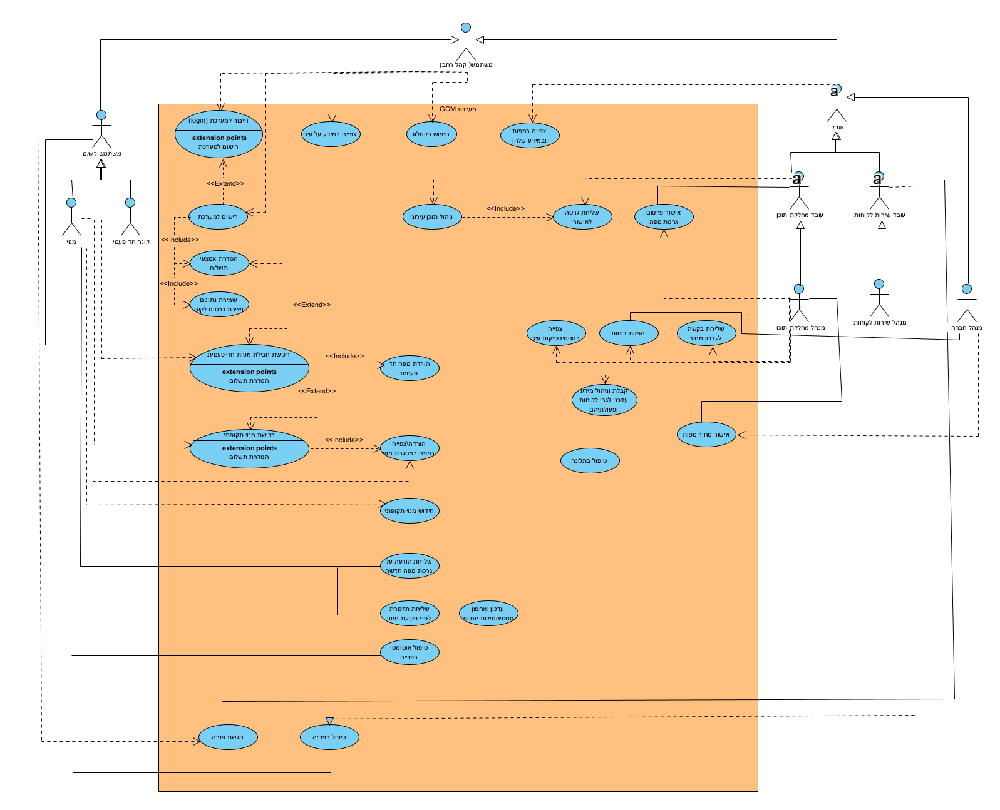 משתמש( קהל רחב)
מערכת GCM
עובד
משתמש רשום
חיבור למערכת (login)
extension points
רישום למערכת
צפייה במידע על עיר
חיפוש בקטלוג
צפייה במפות
ובמידע שלהן
<<Extend>>
רישום למערכת
ניהול תוכן עירוני
<<Include>>
שליחת גרסה
לאישור
אישור פרסום
גרסת מפה
עובד מחלקת תוכן
עובד שירות לקוחות
מנוי
קונה חד פעמי
<<Include>>
הסדרת אמצעי
תשלום
<<Include>>
שמירת נתונים
ויצירת כרטיס לקוח
<<Extend>>
צפייה
בסטטיסטיקות עיר
הפקת דוחות
שליחת בקשה
לעדכון מחיר
מנהל מחלקת תוכו
מנהל שירות לקוחות
מנהל חברה
רכישת חבילת מפות חד-פעמית
extension points
הסדרת תשלום
<<Include>>
הורדת מפה חד
פעמית
<<Extend>>
קבלת וניהול מידע
עדכני לגבי לקוחות
ופעולתיהם
רכישת מנוי תקופתי
extension points
הסדרת תשלום
<<Include>>
הורדה\צפייה
במפה במסגרת מנוי
אישור מחיר מפות
טיפול בתלונה
חידוש מנוי תקופתי
שליחת הודעה על
גרסת מפה חדשה
שליחת תזכורת
לפני פקיעת מינוי
עדכון ואחסון
סטטיסטיקות יומיות
טיפול אוטומטי
בפנייה
הגשת פנייה
טיפול בפנייה